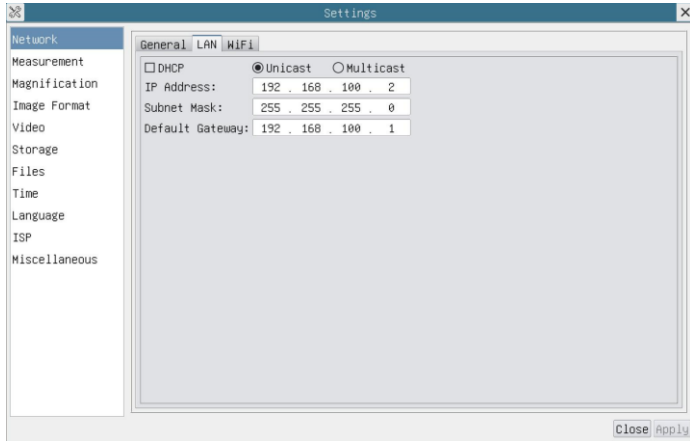 Settings
Network
Measurement
Magnification
Image Format
Video
Storage
Files
Time
Language
ISP
Miscellaneous
General LAN WiFi
DHCP Unicast Multicast
IP Address: 192 . 168 . 100 . 2
Subnet Mask: 255 . 255 . 255 . 0
Default Gateway: 192 . 168 . 100 . 1
Close Apply